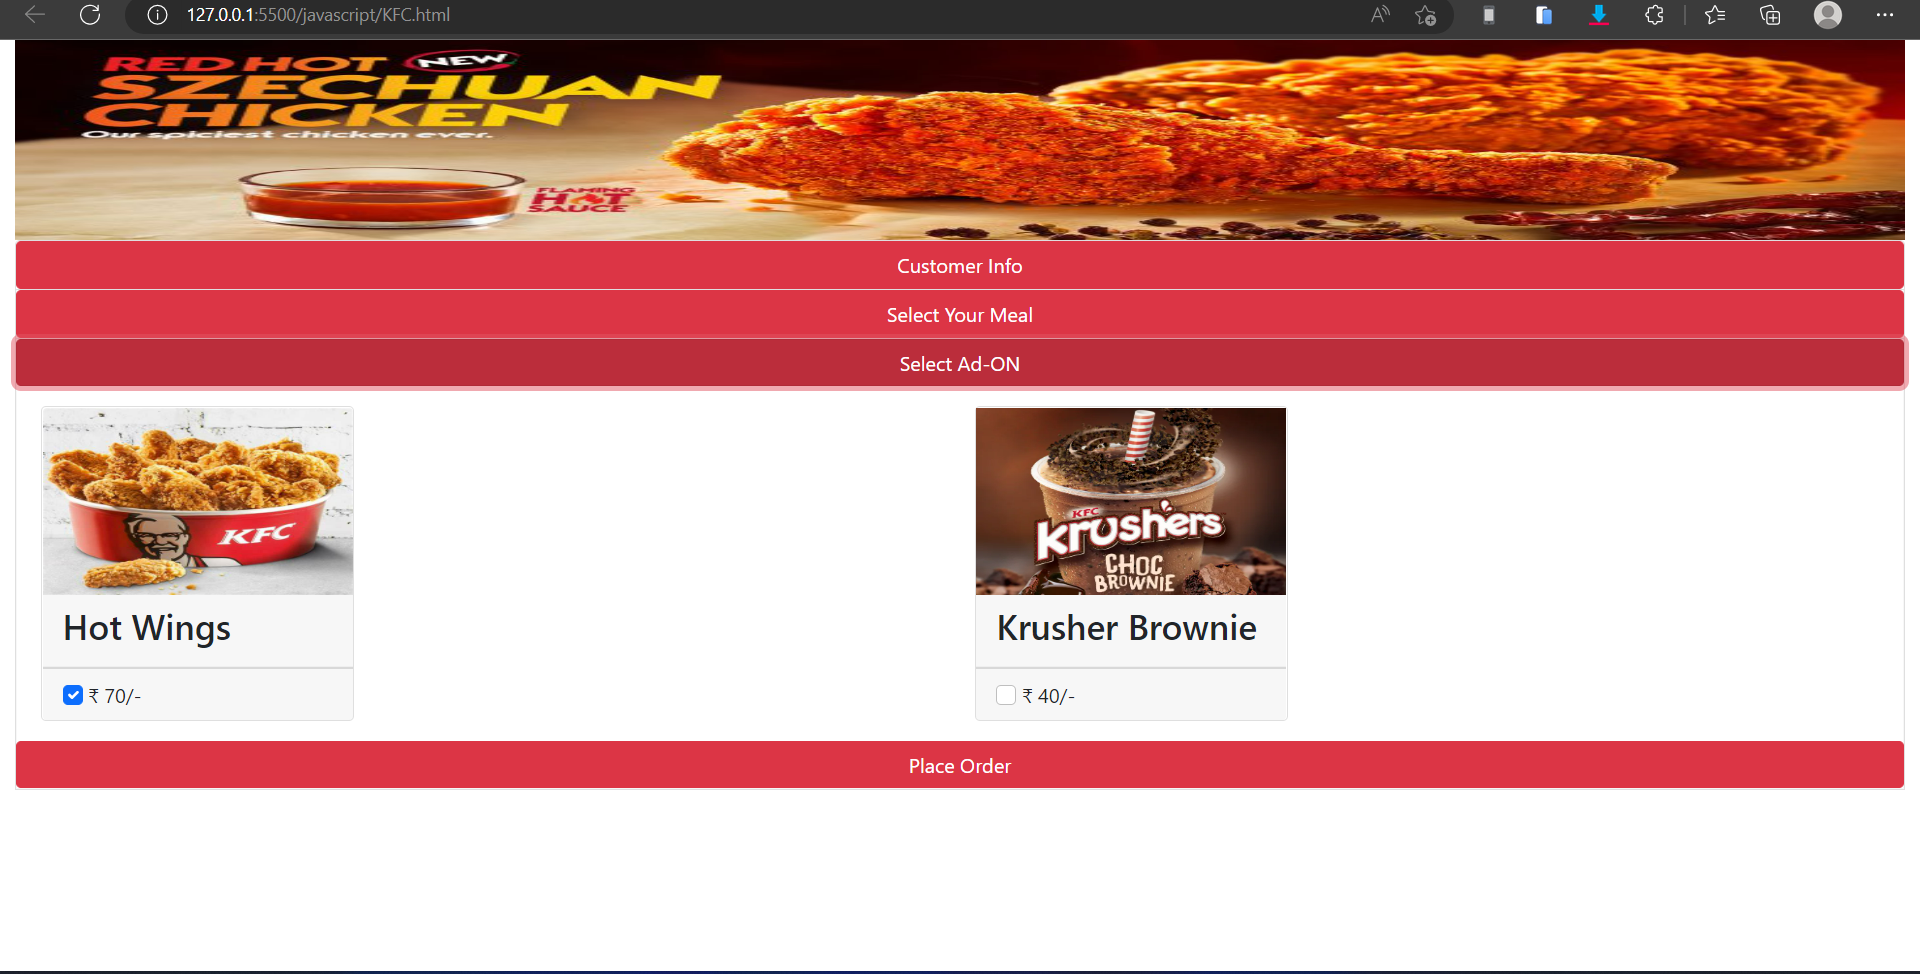 127.0.0.1:5500/javascript/KFC.html
RED HOT NEW
SZECHUAN
CHICKEN
Our spiciest chicken ever.
FLAMING
HOT
SAUCE
Customer Info
Select Your Meal
Select Ad-ON
KFC
KFC
Krushers
CHOC
BROWNIE
Hot Wings
Krusher Brownie
₹ 70/-
₹ 40/-
Place Order